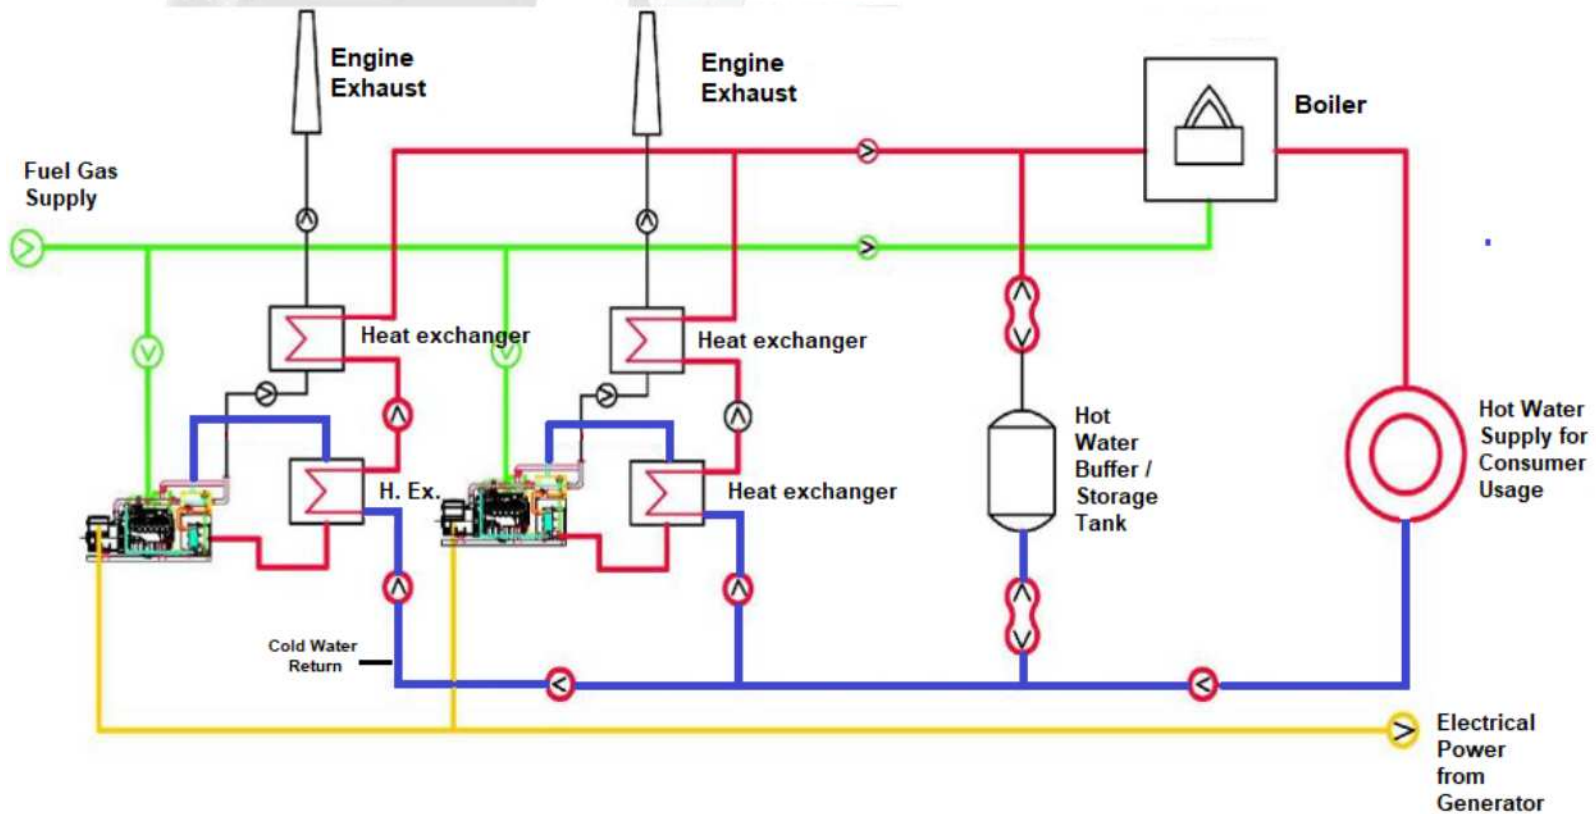 Engine
Exhaust
Engine
Exhaust
Boiler
Fuel Gas
Supply
Heat exchanger
Heat exchanger
H. Ex.
Heat exchanger
Hot
Water
Buffer /
Storage
Tank
Hot Water
Supply for
Consumer
Usage
Cold Water
Return
Electrical
Power
from
Generator